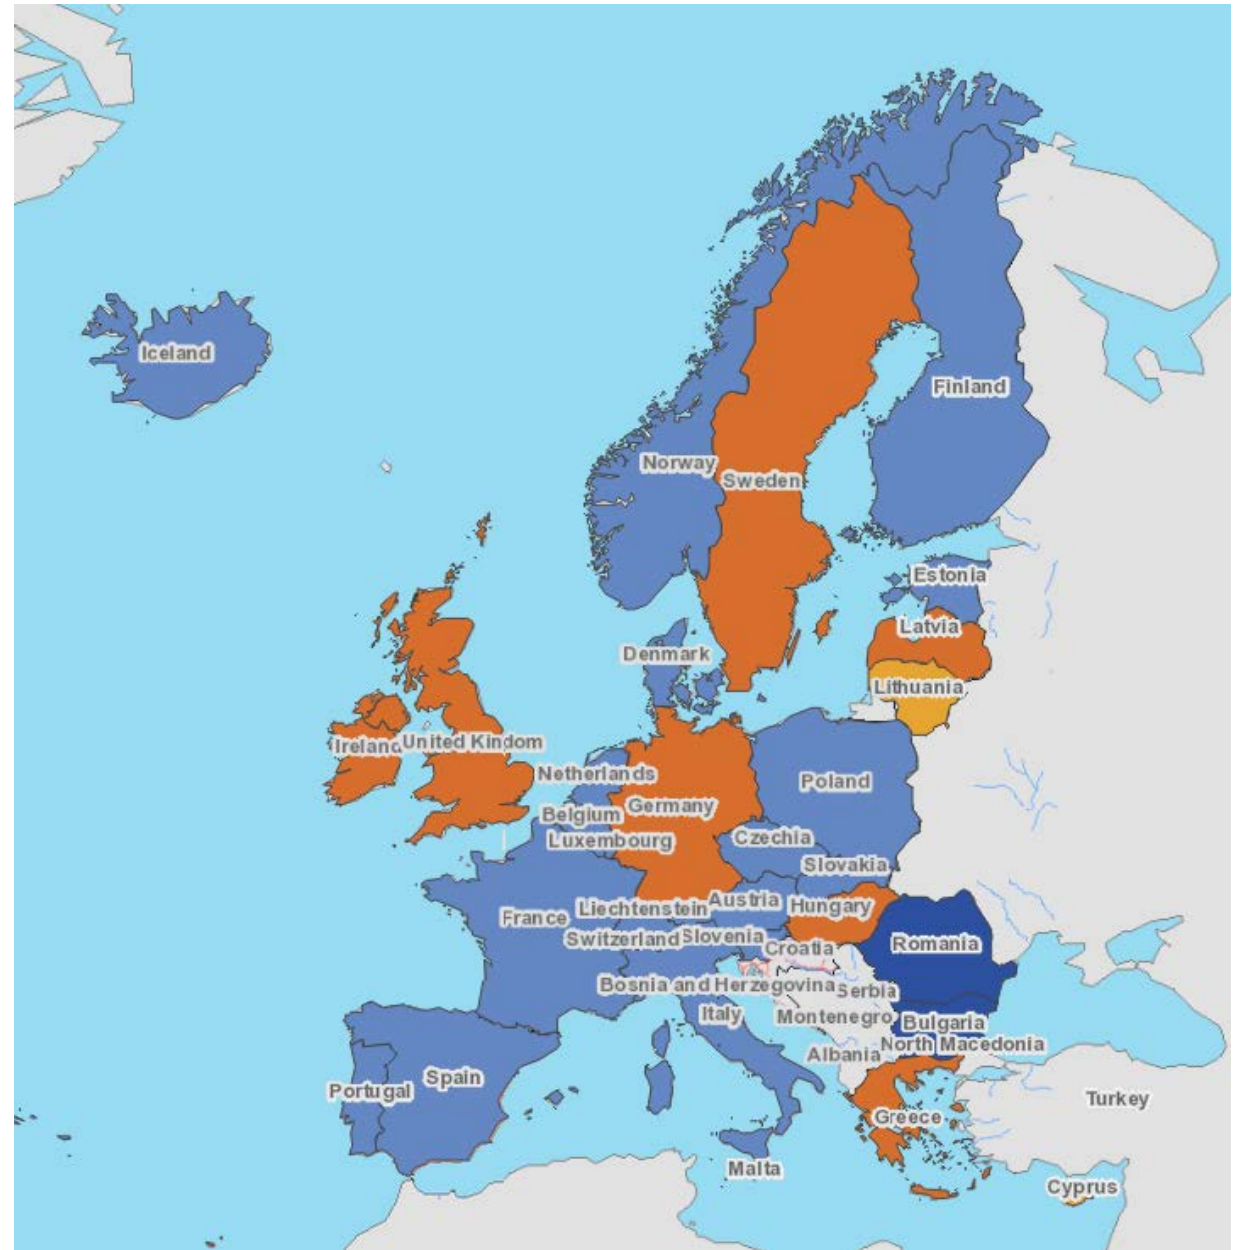 Iceland
Finland
Norway
Sweden
Estonia
Latvia
Denmark
Lithuania
Ireland
United Kindom
Netherlands
Poland
Germany
Belgium
Czechia
Luxembourg
Slovakia
Austria
Hungary
Liechtenstein
France
Switzerland
Slovenia
Romania
Croatia
Bosnia and Herzegovina
Serbia
Italy
Montenegro
Bulgaria
North Macedonia
Albania
Spain
Portugal
Turkey
Greece
Malta
Cyprus